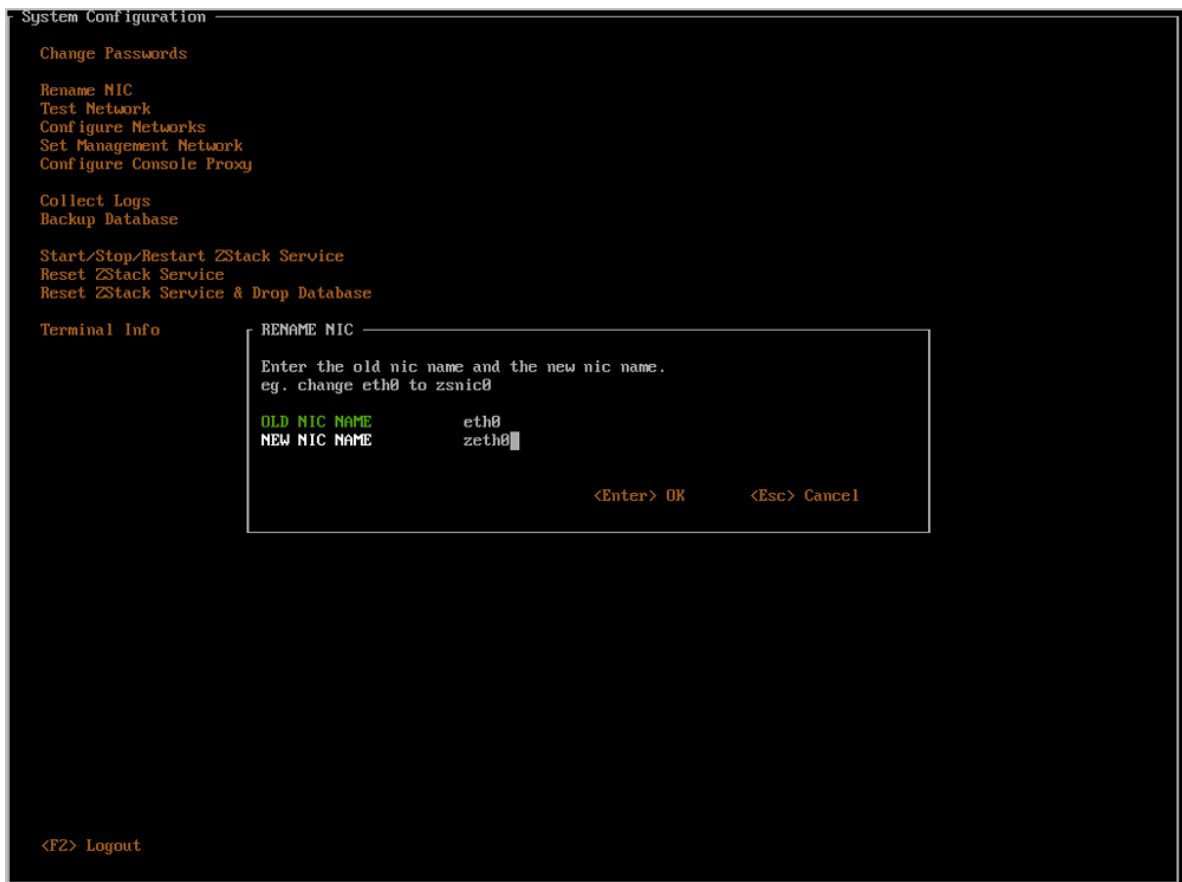 System Configuration
Change Passwords
Rename NIC
Test Network
Configure Networks
Set Management Network
Configure Console Proxy
Collect Logs
Backup Database
Start/Stop/Restart ZStack Service
Reset ZStack Service
Reset ZStack Service & Drop Database
Terminal Info
RENAME NIC
Enter the old nic name and the new nic name.
eg. change eth0 to zsnic0
OLD NIC NAME eth0
NEW NIC NAME zeth0
<Enter> OK <Esc> Cancel
<F2> Logout